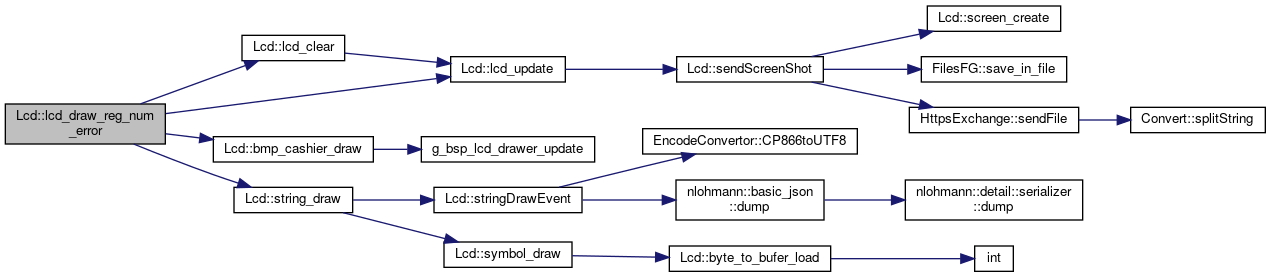 Lcd::lcd_draw_reg_num
_error
Lcd::lcd_clear
Lcd::lcd_update
Lcd::sendScreenShot
Lcd::screen_create
FilesFG::save_in_file
HttpsExchange::sendFile
Convert::splitString
Lcd::bmp_cashier_draw
g_bsp_lcd_drawer_update
Lcd::string_draw
Lcd::stringDrawEvent
EncodeConvertor::CP866toUTF8
nlohmann::basic_json
::dump
nlohmann::detail::serializer
::dump
Lcd::symbol_draw
Lcd::byte_to_bufer_load
int